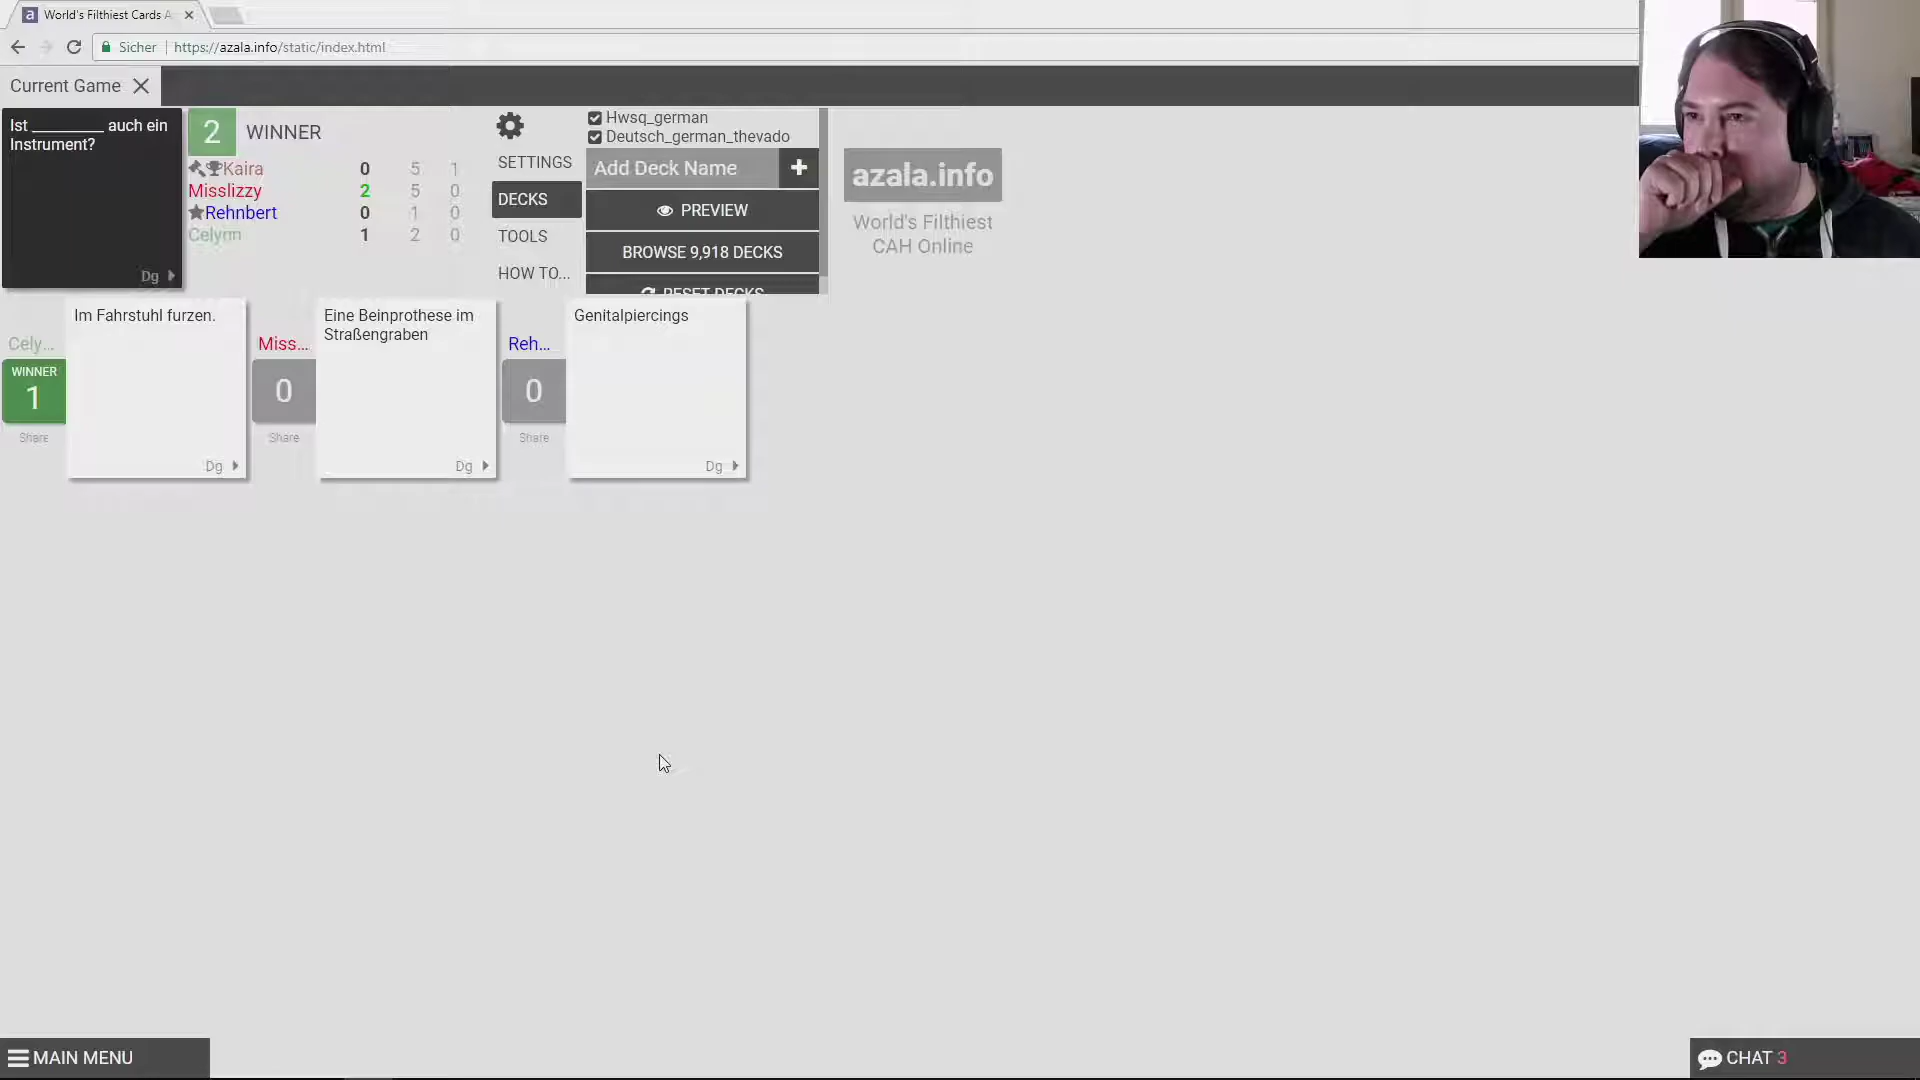 World's Filthiest Cards A
Sicher
https://azala.info/static/index.html
Current Game
Ist _________ auch ein
Instrument?
Dg
2 WINNER
Kaira 0 5 1
Misslizzy 2 5 0
Rehnbert 0 1 0
Celynn 1 2 0
SETTINGS
DECKS
TOOLS
HOW TO...
Hwsq_german
Deutsch_german_thevado
Add Deck Name
PREVIEW
BROWSE 9,918 DECKS
RESET DECKS
azala.info
World's Filthiest
CAH Online
Cely...
WINNER
1
Share
Im Fahrstuhl furzen.
Dg
Miss...
0
Share
Eine Beinprothese im
Straßengraben
Dg
Reh...
0
Share
Genitalpiercings
Dg
MAIN MENU
CHAT 3